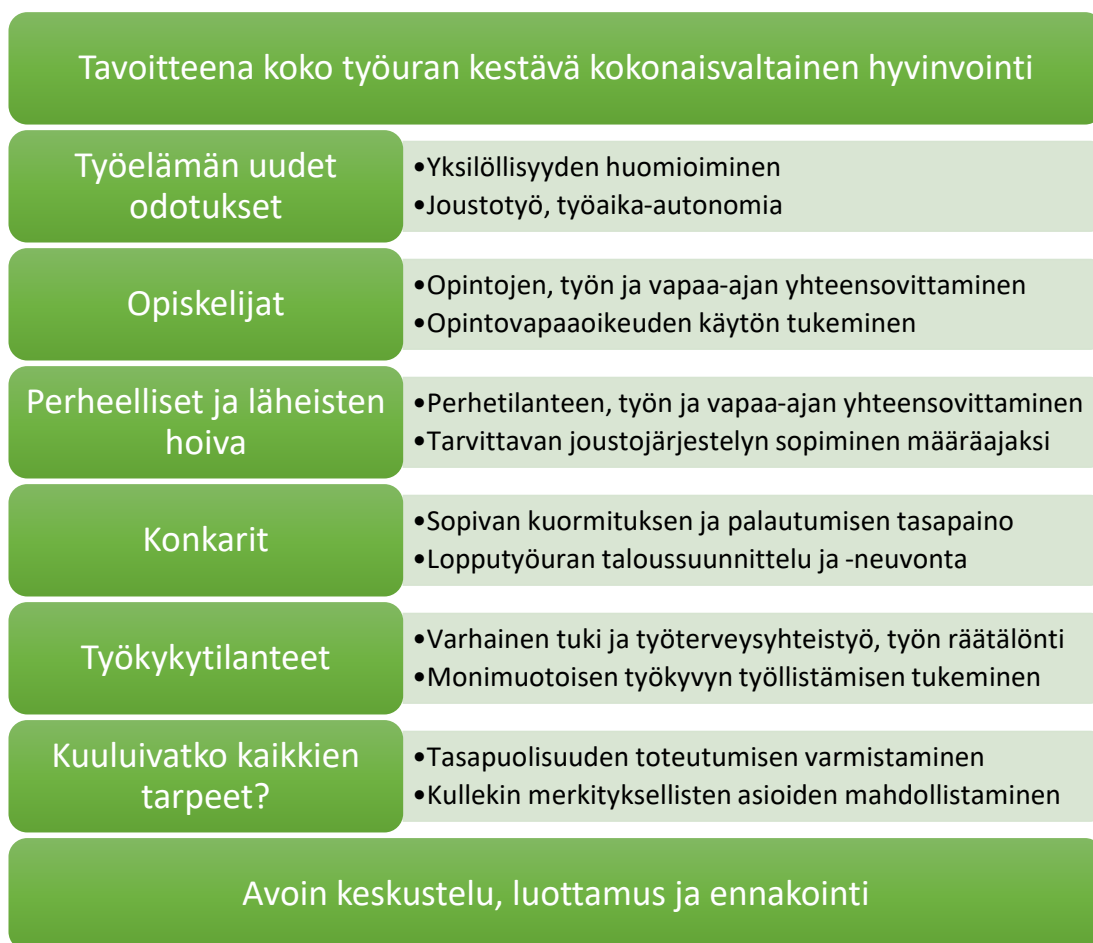 Tavoitteena koko työuran kestävä kokonaisvaltainen hyvinvointi
Työelämän uudet
odotukset
•Yksilöllisyyden huomioiminen
•Joustotyö, työaika-autonomia
Opiskelijat
•Opintojen, työn ja vapaa-ajan yhteensovittaminen
•Opintovapaaoikeuden käytön tukeminen
Perheelliset ja läheisten
hoiva
•Perhetilanteen, työn ja vapaa-ajan yhteensovittaminen
•Tarvittavan joustojärjestelyn sopiminen määräajaksi
Konkarit
•Sopivan kuormituksen ja palautumisen tasapaino
•Lopputyöuran taloussuunnittelu ja -neuvonta
Työkykytilanteet
•Varhainen tuki ja työterveysyhteistyö, työn räätälönti
•Monimuotoisen työkyvyn työllistämisen tukeminen
Kuuluivatko kaikkien
tarpeet?
•Tasapuolisuuden toteutumisen varmistaminen
•Kullekin merkityksellisten asioiden mahdollistaminen
Avoin keskustelu, luottamus ja ennakointi